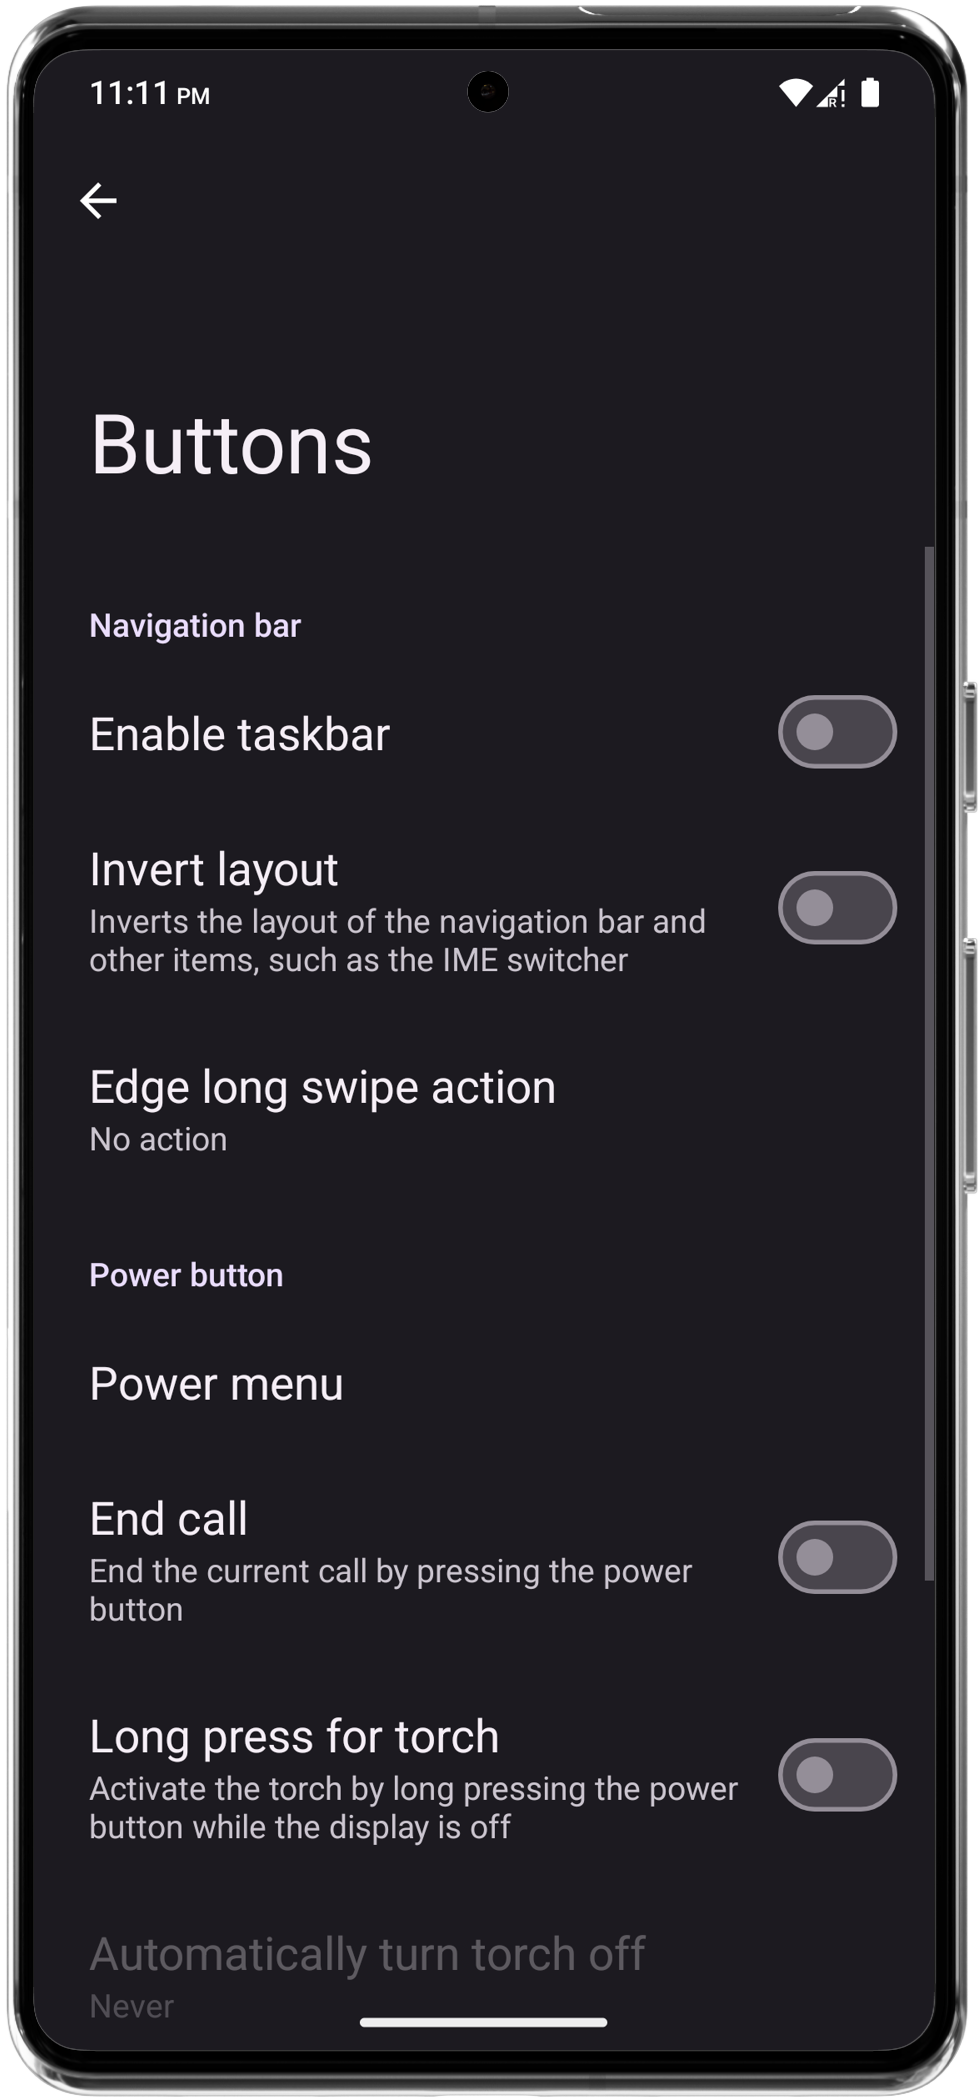 11:11 PM
R
Buttons
Navigation bar
Enable taskbar
Invert layout
Inverts the layout of the navigation bar and
other items, such as the IME switcher
Edge long swipe action
No action
Power button
Power menu
End call
End the current call by pressing the power
button
Long press for torch
Activate the torch by long pressing the power
button while the display is off
Automatically turn torch off
Never